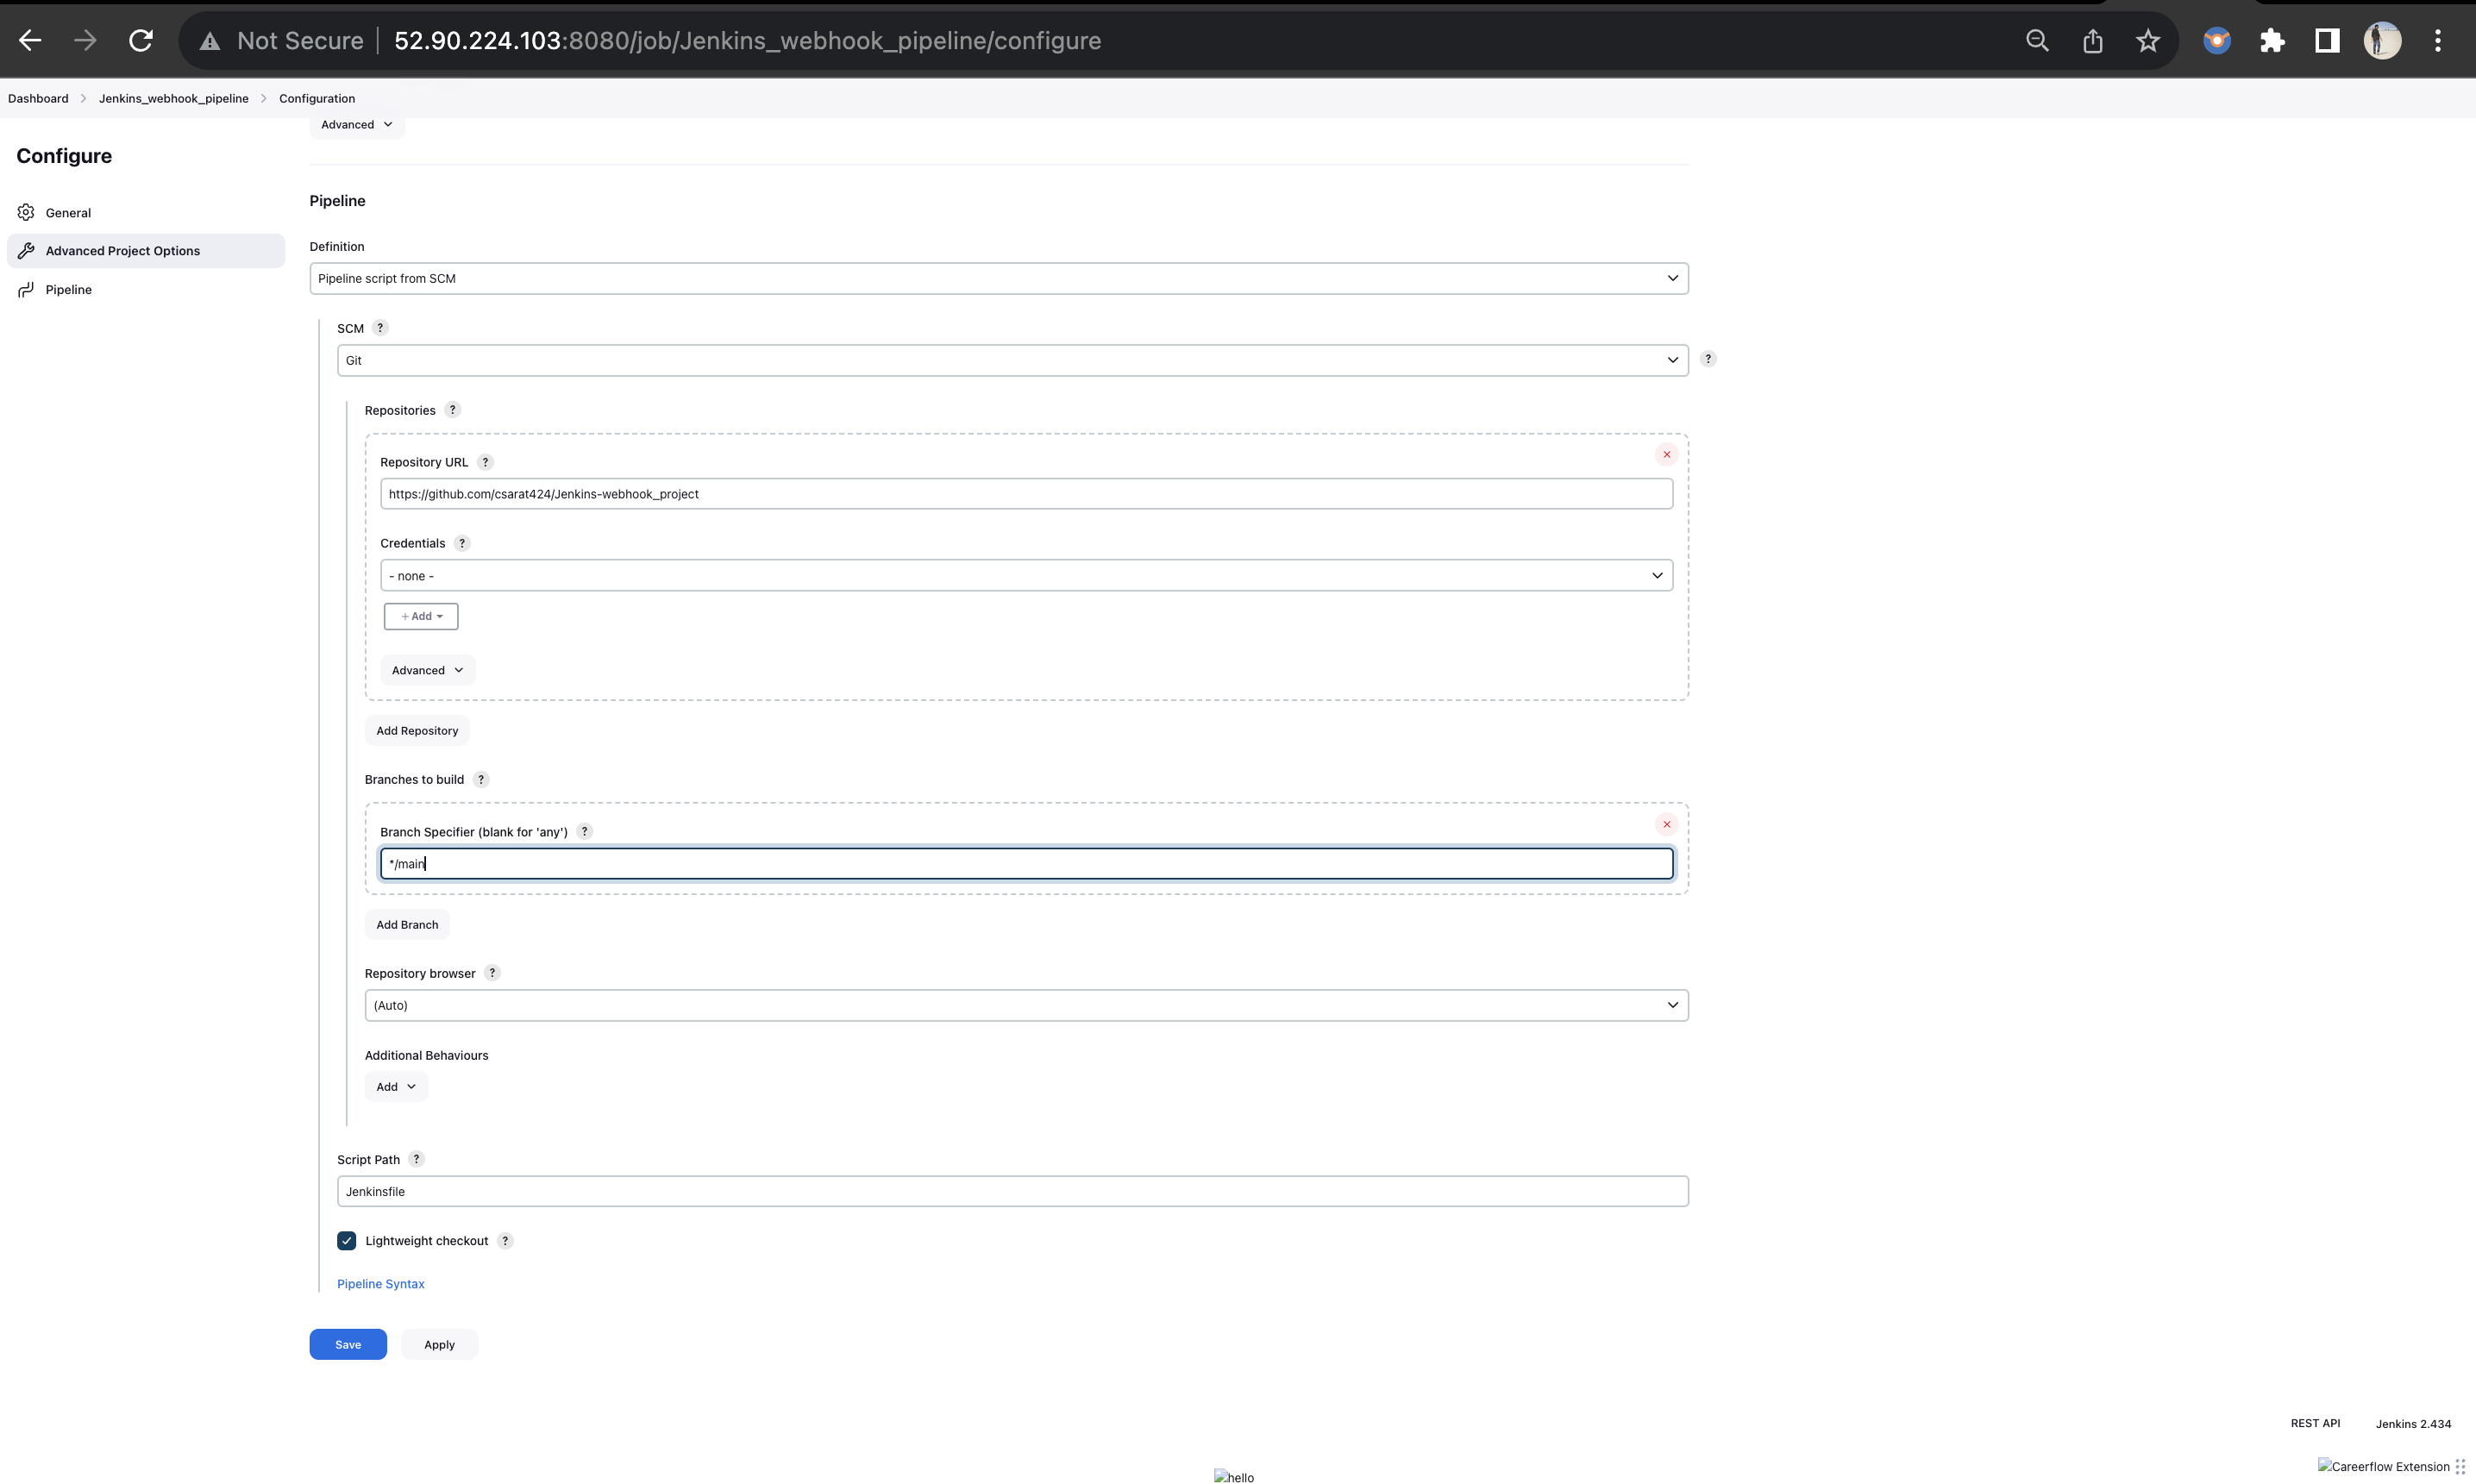 Not Secure 52.90.224.103:8080/job/Jenkins_webhook_pipeline/configure
Dashboard Jenkins_webhook_pipeline Configuration
Advanced
Configure
General
Advanced Project Options
Pipeline
Pipeline
Definition
Pipeline script from SCM
SCM ?
Git
?
Repositories ?
Repository URL ?
https://github.com/csarat424/Jenkins-webhook_project
Credentials ?
- none -
+ Add
Advanced
Add Repository
Branches to build ?
Branch Specifier (blank for 'any') ?
*/main
Add Branch
Repository browser ?
(Auto)
Additional Behaviours
Add
Script Path ?
Jenkinsfile
Lightweight checkout ?
Pipeline Syntax
Save Apply
REST API Jenkins 2.434
Careerflow Extension
hello